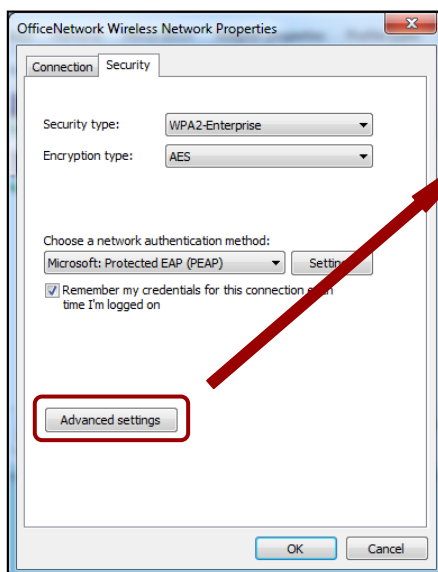 OfficeNetwork Wireless Network Properties
Connection Security
Security type: WPA2-Enterprise
Encryption type: AES
Choose a network authentication method:
Microsoft: Protected EAP (PEAP) Settin
Remember my credentials for this connection
time I'm logged on
Advanced settings
OK Cancel